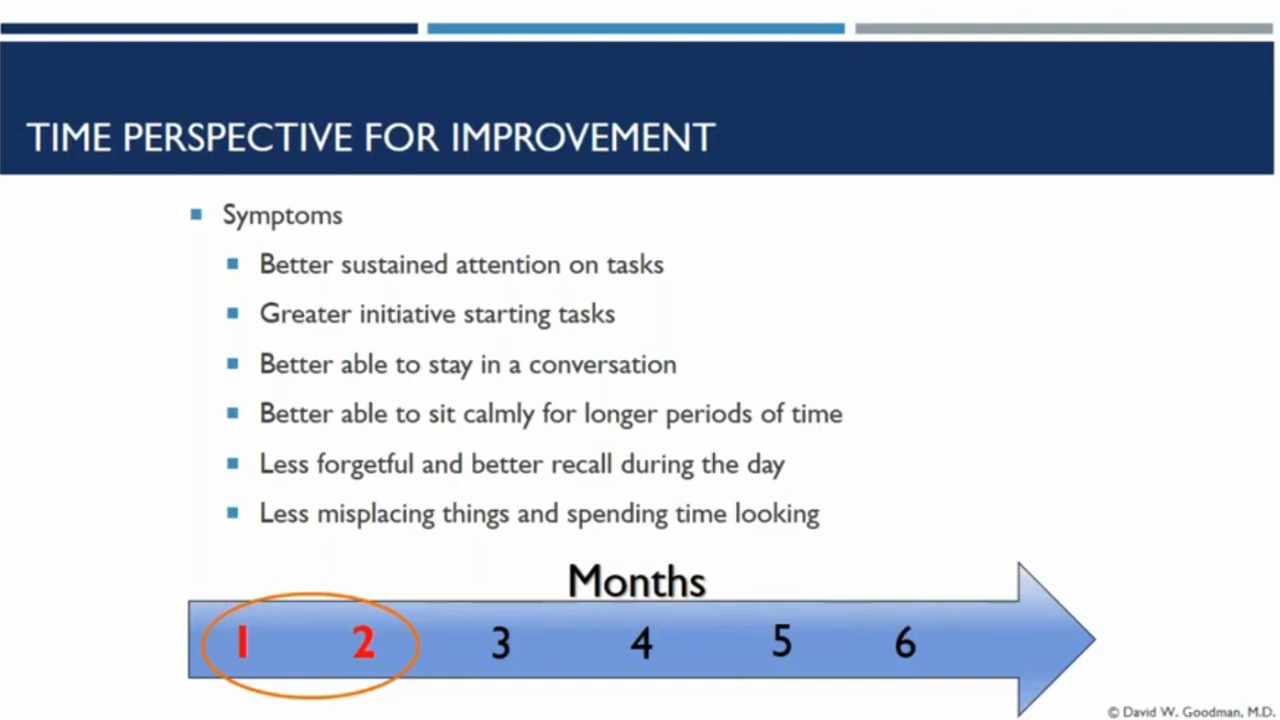 TIME PERSPECTIVE FOR IMPROVEMENT
Symptoms
Better sustained attention on tasks
Greater initiative starting tasks
Better able to stay in a conversation
Better able to sit calmly for longer periods of time
Less forgetful and better recall during the day
Less misplacing things and spending time looking
Months
1 2 3 4 5 6
© David W. Goodman, M.D.